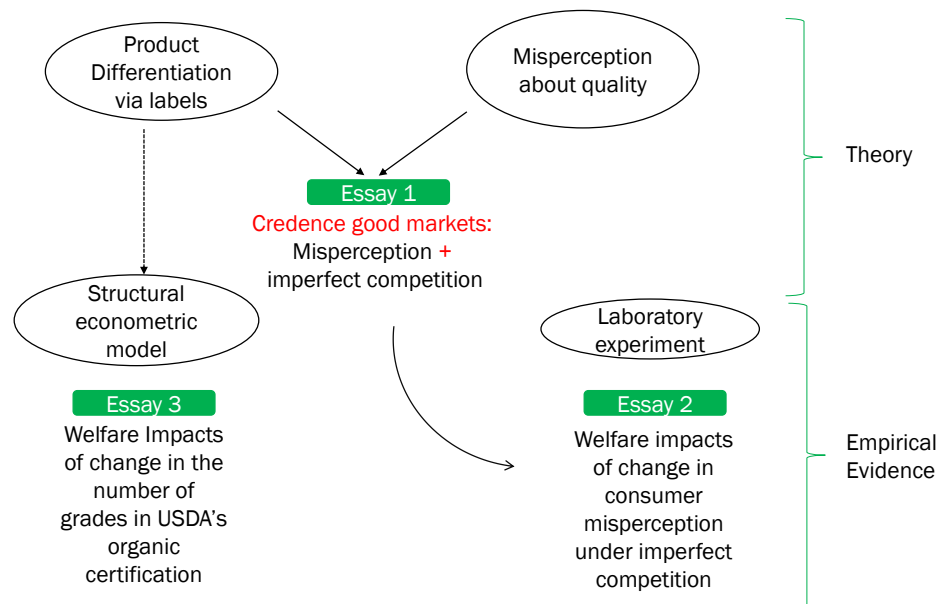 Product
Differentiation
via labels
Misperception
about quality
Theory
Essay 1
Credence good markets:
Misperception +
imperfect competition
Structural
econometric
model
Laboratory
experiment
Essay 3
Welfare Impacts
of change in the
number of
grades in USDA’s
organic
certification
Essay 2
Welfare impacts
of change in
consumer
misperception
under imperfect
competition
Empirical
Evidence